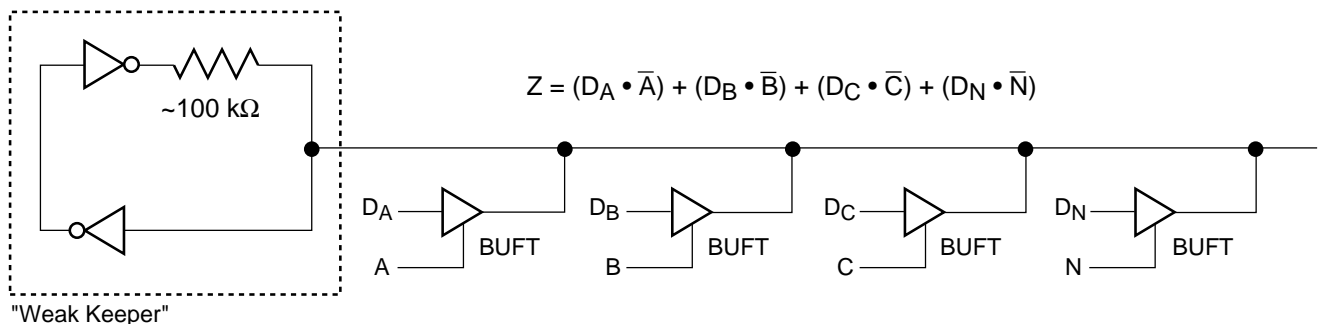 ~100 kΩ
Z = (D_A • A̅) + (D_B • B̅) + (D_C • C̅) + (D_N • N̅)
D_A
BUFT
A
D_B
BUFT
B
D_C
BUFT
C
D_N
BUFT
N
"Weak Keeper"